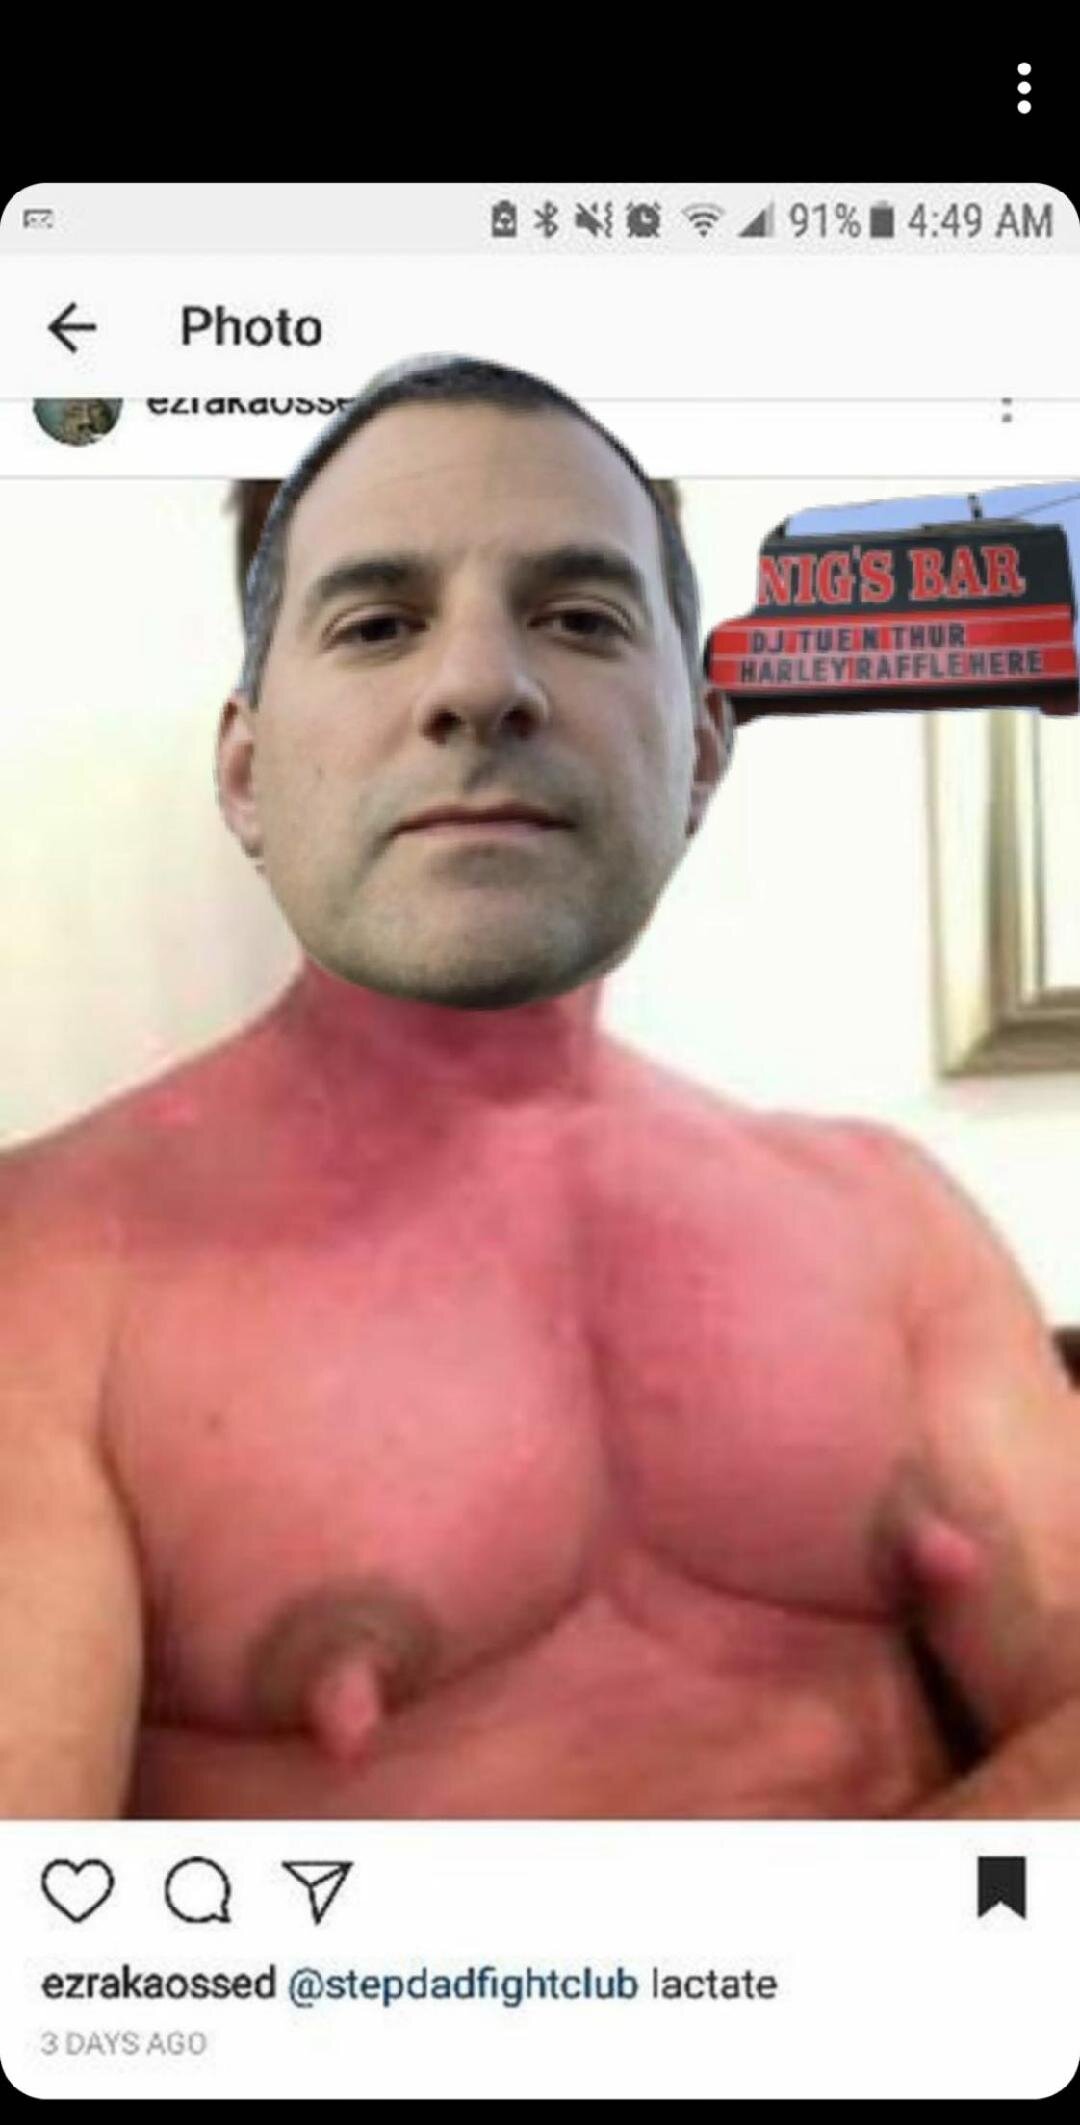 91% 4:49 AM
Photo
ezrakaosse
NIG'S BAR
DJ TUE N THUR
HARLEY RAFFLE HERE
ezrakaossed @stepdadfightclub lactate
3 DAYS AGO